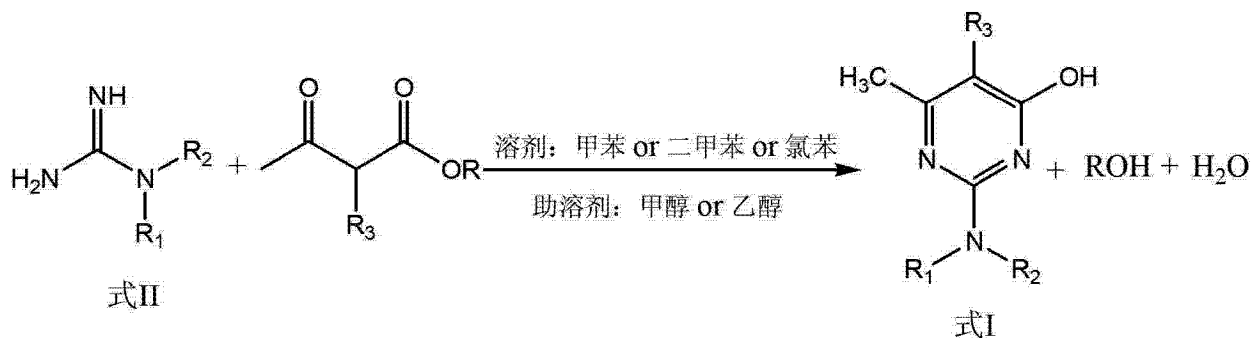 NH
H₂N
N
R₂
R₁
式II
+
O
O
OR
R₃
溶剂：甲苯 or 二甲苯 or 氯苯
助溶剂：甲醇 or 乙醇
R₃
H₃C
OH
N
N
N
R₁
R₂
式I
+ ROH + H₂O